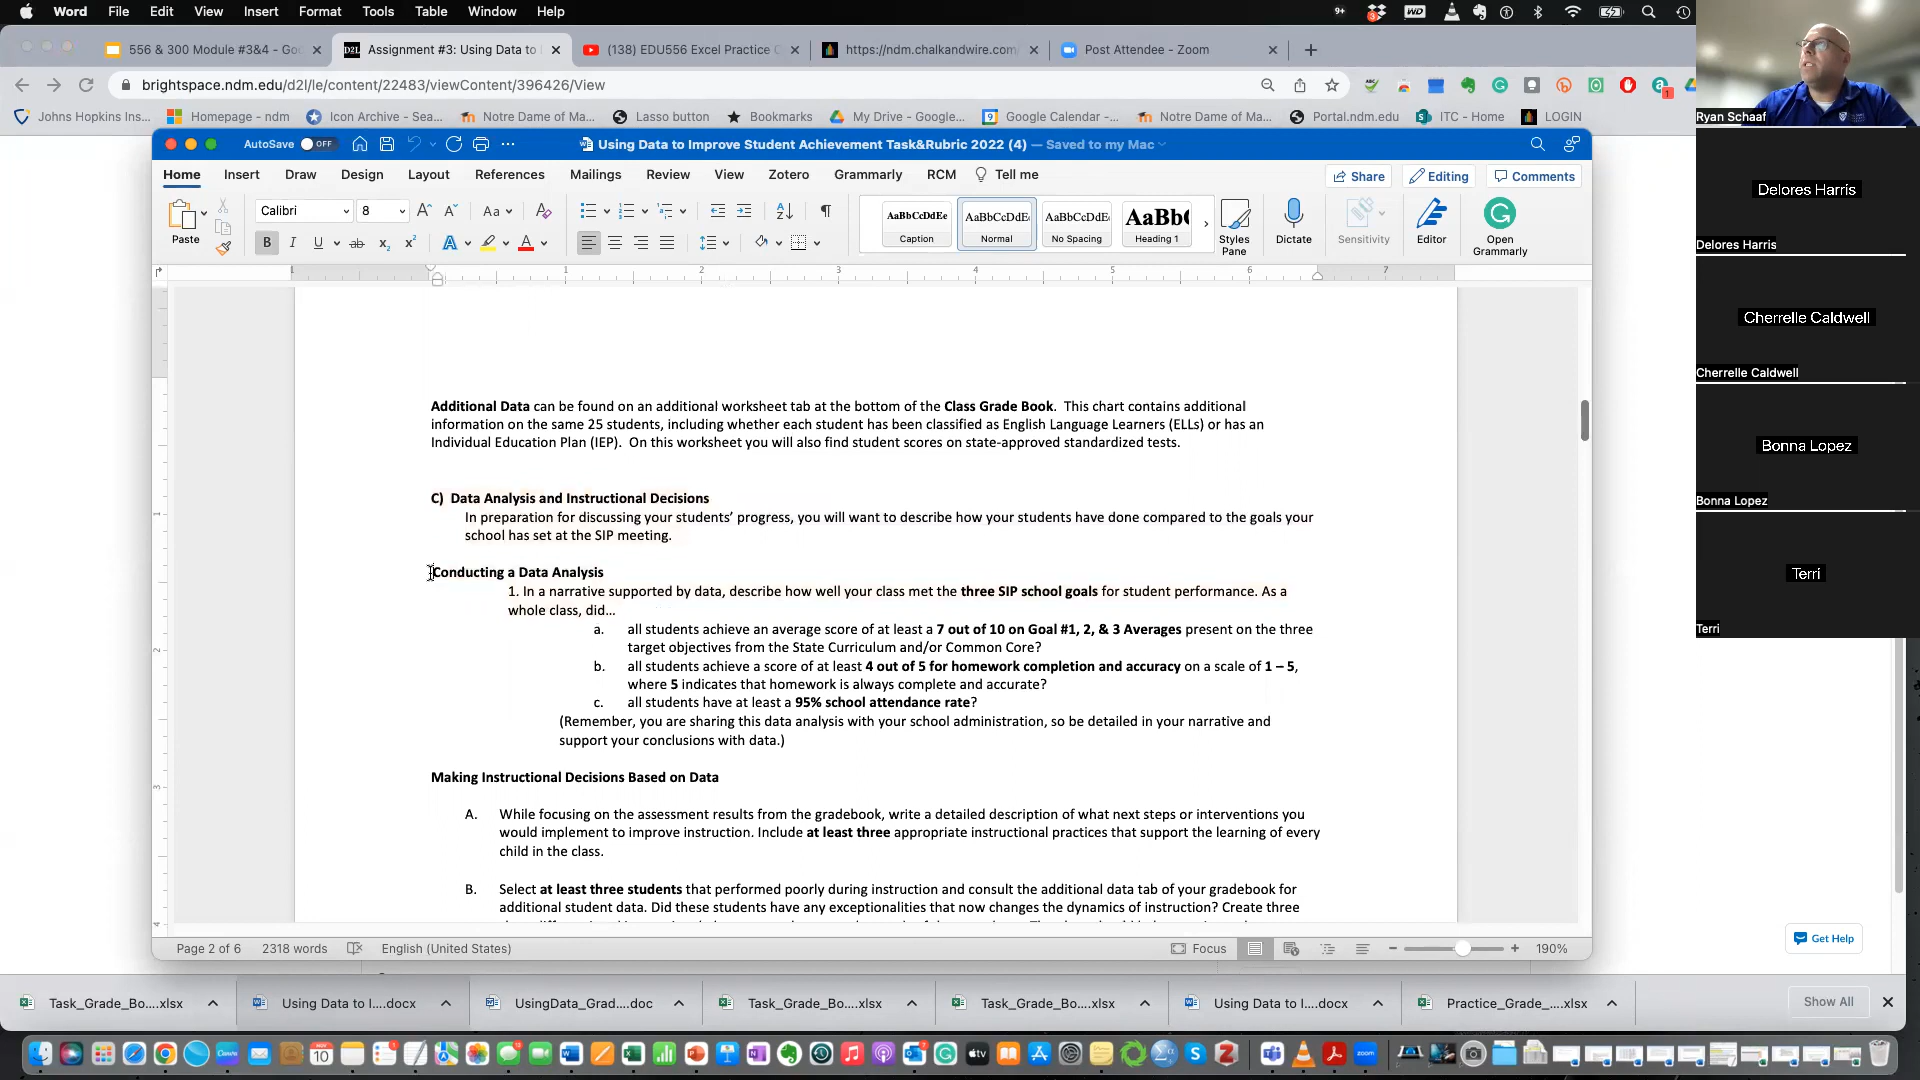 Word File Edit View Insert Format Tools Table Window Help
556 & 300 Module #3&4 - Go
Assignment #3: Using Data to
(138) EDU556 Excel Practice
https://ndm.chalkandwire.com
Post Attendee - Zoom
brightspace.ndm.edu/d2l/le/content/22483/viewContent/396426/View
Johns Hopkins Ins... Homepage - ndm Icon Archive - Sea... Notre Dame of Ma... Lasso button Bookmarks My Drive - Google... Google Calendar -... Notre Dame of Ma... Portal.ndm.edu ITC - Home LOGIN
AutoSave OFF
Using Data to Improve Student Achievement Task&Rubric 2022 (4) — Saved to my Mac
Home Insert Draw Design Layout References Mailings Review View Zotero Grammarly RCM Tell me Share Editing Comments
Paste
Calibri 8
AaBbCcDdEe Caption
AaBbCcDdE Normal
AaBbCcDdE No Spacing
AaBb Heading 1
Styles Pane
Dictate
Sensitivity
Editor
Open Grammarly
Additional Data can be found on an additional worksheet tab at the bottom of the Class Grade Book. This chart contains additional
information on the same 25 students, including whether each student has been classified as English Language Learners (ELLs) or has an
Individual Education Plan (IEP). On this worksheet you will also find student scores on state-approved standardized tests.
C) Data Analysis and Instructional Decisions
In preparation for discussing your students’ progress, you will want to describe how your students have done compared to the goals your
school has set at the SIP meeting.
Conducting a Data Analysis
1. In a narrative supported by data, describe how well your class met the three SIP school goals for student performance. As a
whole class, did…
a. all students achieve an average score of at least a 7 out of 10 on Goal #1, 2, & 3 Averages present on the three
target objectives from the State Curriculum and/or Common Core?
b. all students achieve a score of at least 4 out of 5 for homework completion and accuracy on a scale of 1 – 5,
where 5 indicates that homework is always complete and accurate?
c. all students have at least a 95% school attendance rate?
(Remember, you are sharing this data analysis with your school administration, so be detailed in your narrative and
support your conclusions with data.)
Making Instructional Decisions Based on Data
A. While focusing on the assessment results from the gradebook, write a detailed description of what next steps or interventions you
would implement to improve instruction. Include at least three appropriate instructional practices that support the learning of every
child in the class.
B. Select at least three students that performed poorly during instruction and consult the additional data tab of your gradebook for
additional student data. Did these students have any exceptionalities that now changes the dynamics of instruction? Create three
Page 2 of 6 2318 words English (United States) Focus 190%
Get Help
Task_Grade_Bo....xlsx Using Data to I....docx UsingData_Grad....doc Task_Grade_Bo....xlsx Task_Grade_Bo....xlsx Using Data to I....docx Practice_Grade_....xlsx Show All
Ryan Schaaf
Delores Harris
Delores Harris
Cherrelle Caldwell
Cherrelle Caldwell
Bonna Lopez
Bonna Lopez
Terri
Terri